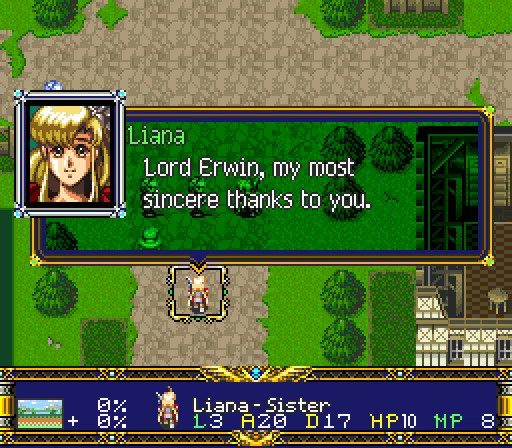 Liana
Lord Erwin, my most
sincere thanks to you.
0% Liana-Sister
+ 0% L3 A20 D17 HP10 MP 8